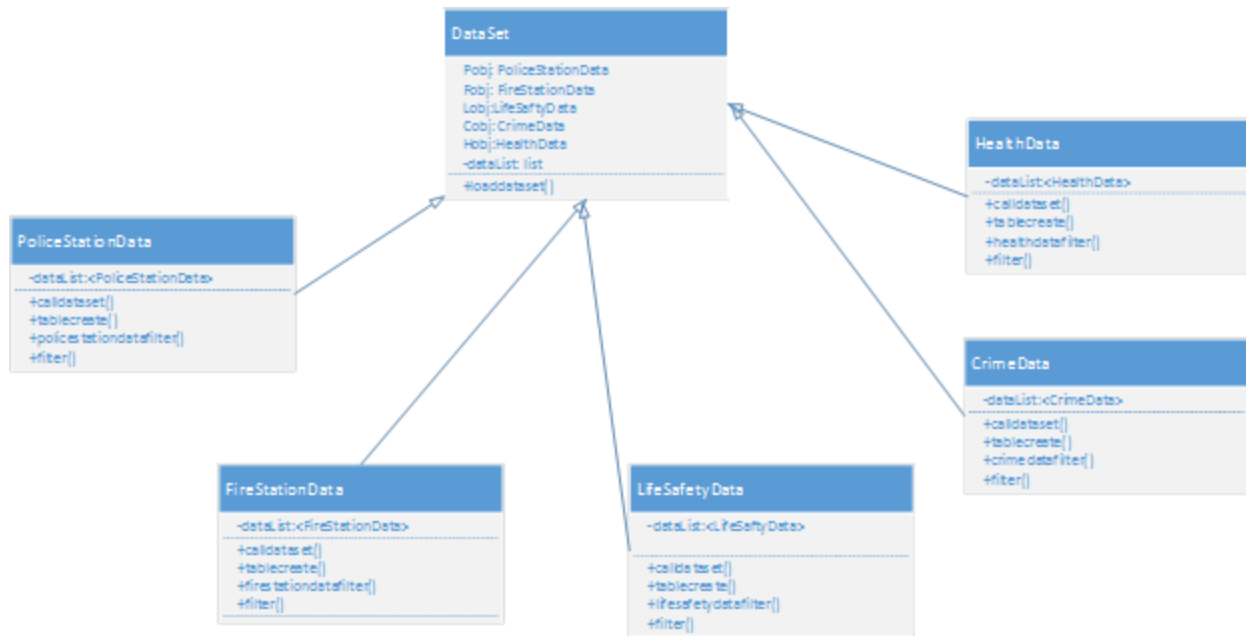 DataSet
Pobj: PoliceStationData
Fobj: FireStationData
Lobj:LifeSaftyData
Cobj: CrimeData
Hobj:HealthData
-dataList: list
+loaddataset()
HealthData
-dataList:<HealthData>
+calldataset()
+tablecreate()
+healthdatafilter()
+filter()
PoliceStationData
-dataList:<PoliceStationData>
+calldataset()
+tablecreate()
+policestationdatafilter()
+filter()
CrimeData
-dataList:<CrimeData>
+calldataset()
+tablecreate()
+crimedatafilter()
+filter()
FireStationData
-dataList:<FireStationData>
+calldataset()
+tablecreate()
+firestationdatafilter()
+filter()
LifeSafetyData
-dataList:<LifeSaftyData>
+calldataset()
+tablecreate()
+lifesafetydatafilter()
+filter()